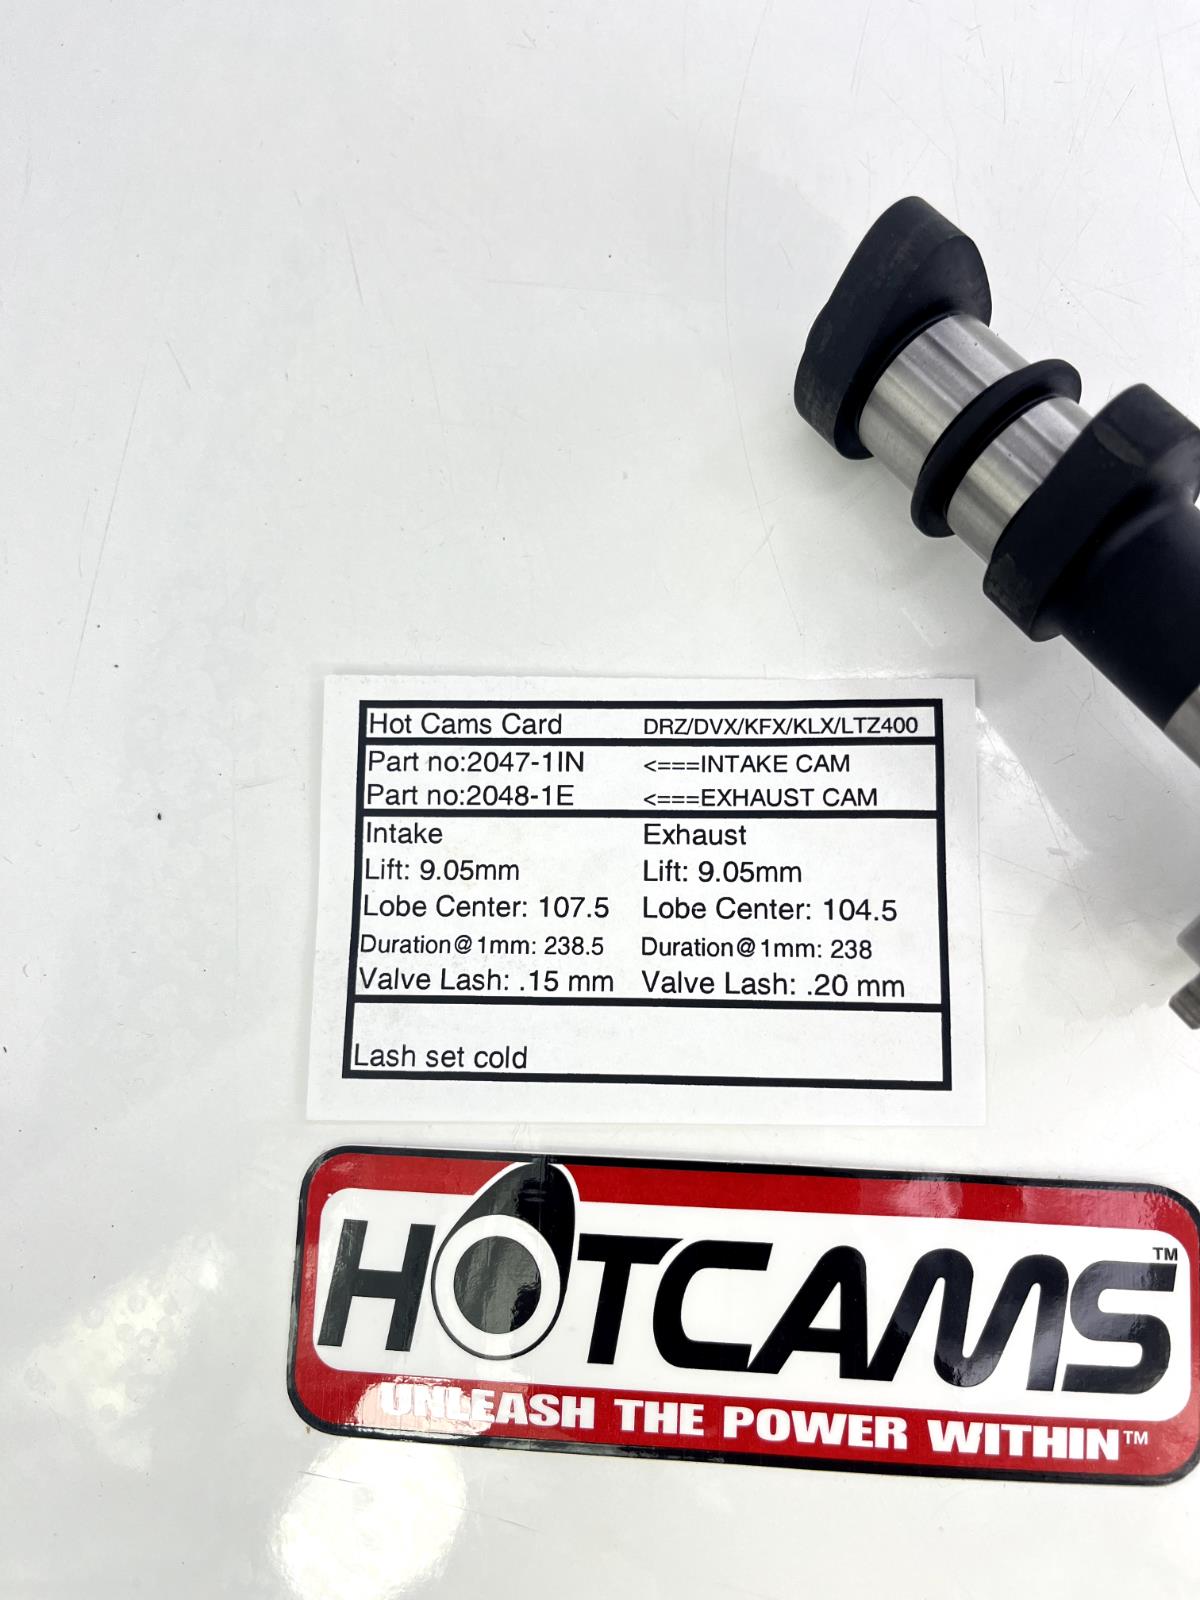 Hot Cams Card DRZ/DVX/KFX/KLX/LTZ400
Part no:2047-1IN <===INTAKE CAM
Part no:2048-1E <===EXHAUST CAM
Intake Exhaust
Lift: 9.05mm Lift: 9.05mm
Lobe Center: 107.5 Lobe Center: 104.5
Duration@1mm: 238.5 Duration@1mm: 238
Valve Lash: .15 mm Valve Lash: .20 mm
Lash set cold
HOTCAMS™
UNLEASH THE POWER WITHIN™